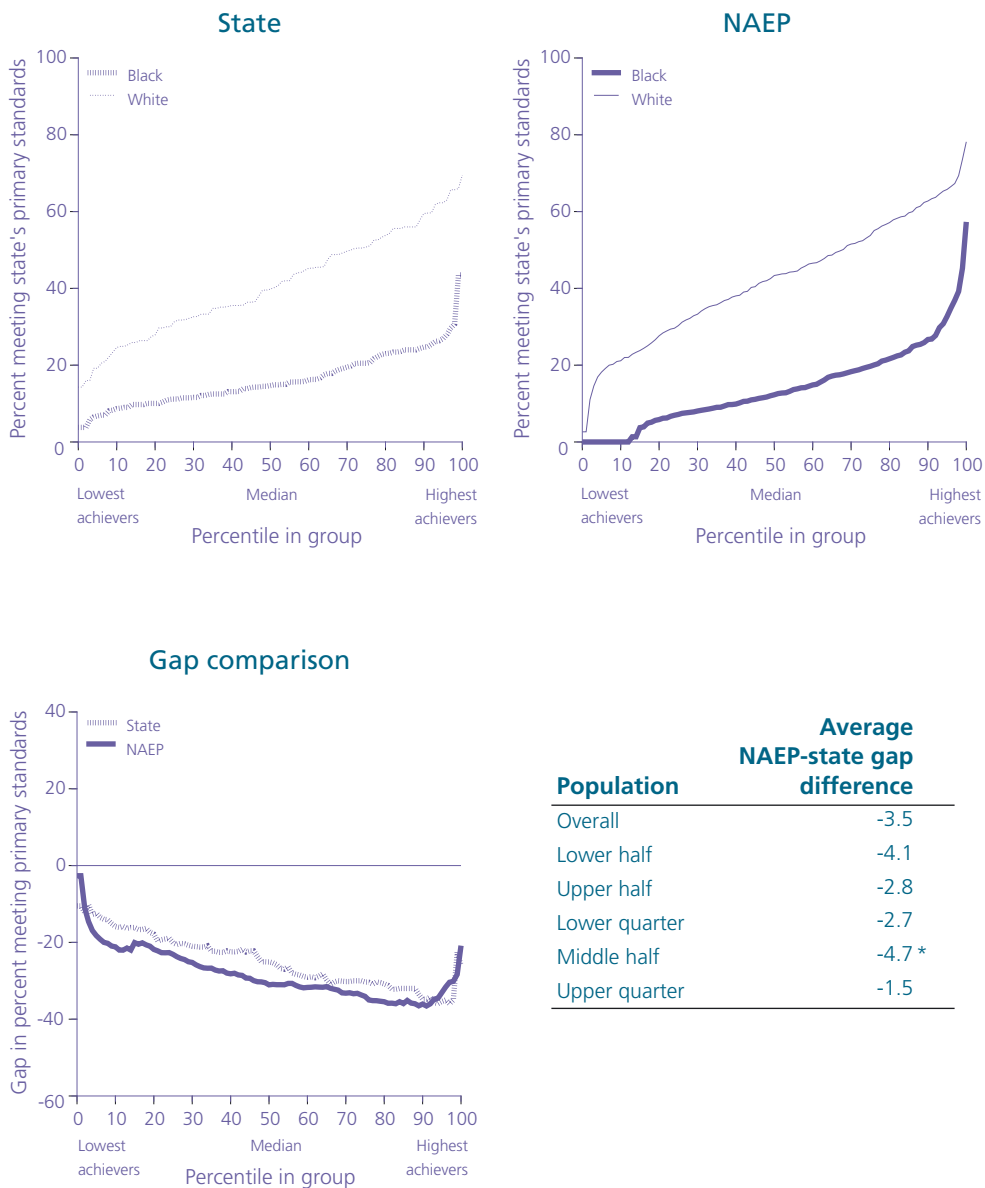 State
Percent meeting state's primary standards
100
80
60
40
20
0
Black
White
0 10 20 30 40 50 60 70 80 90 100
Lowest achievers
Median
Highest achievers
Percentile in group
NAEP
Percent meeting state's primary standards
100
80
60
40
20
0
Black
White
0 10 20 30 40 50 60 70 80 90 100
Lowest achievers
Median
Highest achievers
Percentile in group
Gap comparison
Gap in percent meeting primary standards
40
20
0
-20
-40
-60
State
NAEP
0 10 20 30 40 50 60 70 80 90 100
Lowest achievers
Median
Highest achievers
Percentile in group
Average
NAEP-state gap
Population difference
Overall -3.5
Lower half -4.1
Upper half -2.8
Lower quarter -2.7
Middle half -4.7 *
Upper quarter -1.5